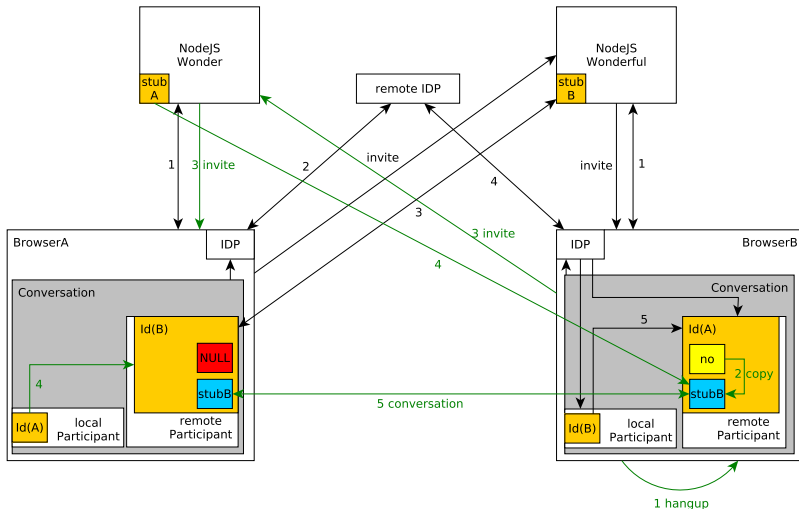 NodeJS
Wonder
stub
A
NodeJS
Wonderful
stub
B
remote IDP
1
3 invite
2
invite
3
4
invite
1
3 invite
4
BrowserA
IDP
IDP
BrowserB
Conversation
Id(B)
NULL
stubB
4
Id(A)
local
Participant
remote
Participant
5 conversation
Conversation
5
Id(A)
no
2 copy
stubB
Id(B)
local
Participant
remote
Participant
1 hangup